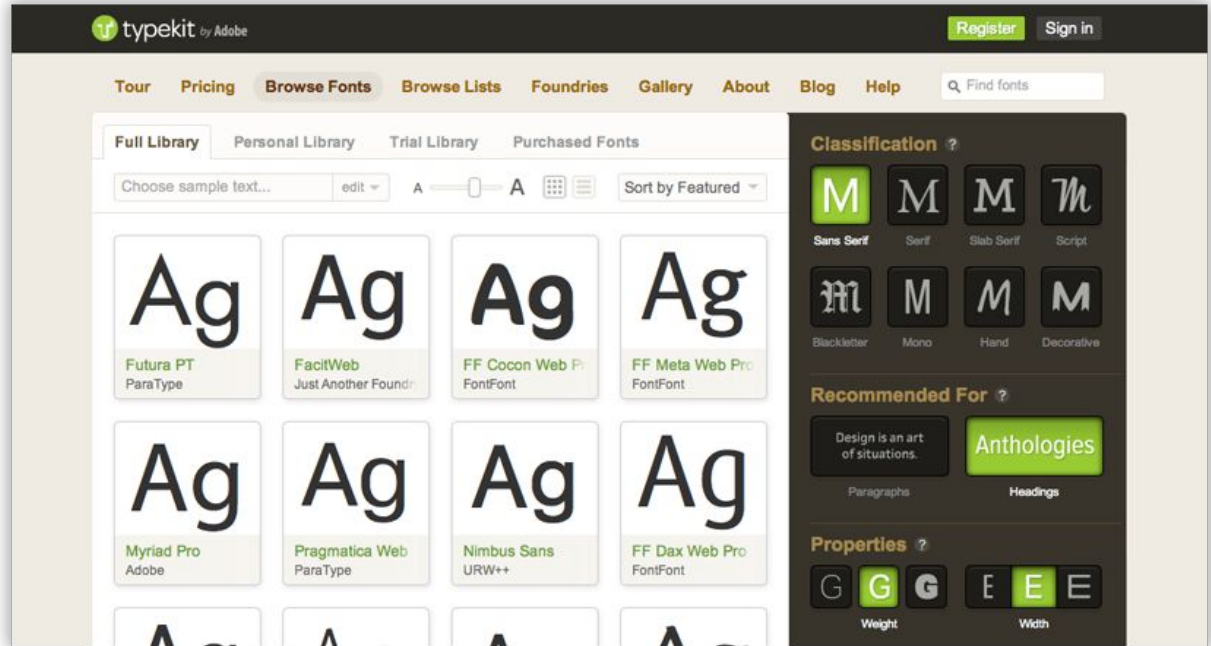 typekit by Adobe
Register Sign in
Tour Pricing Browse Fonts Browse Lists Foundries Gallery About Blog Help Find fonts
Full Library Personal Library Trial Library Purchased Fonts
Choose sample text... edit A A Sort by Featured
Ag Ag Ag Ag
Futura PT FacitWeb FF Cocon Web FF Meta Web Pro
ParaType Just Another Found FontFont FontFont
Ag Ag Ag Ag
Myriad Pro Pragmatica Web Nimbus Sans FF Dax Web Pro
Adobe ParaType URW++ FontFont
Classification ?
M M M M
Sans Serif Serif Slab Serif Script
M M M M
Blackletter Mono Hand Decorative
Recommended For ?
Design is an art
of situations.
Anthologies
Paragraphs Headings
Properties ?
G G G E E E
Weight Width